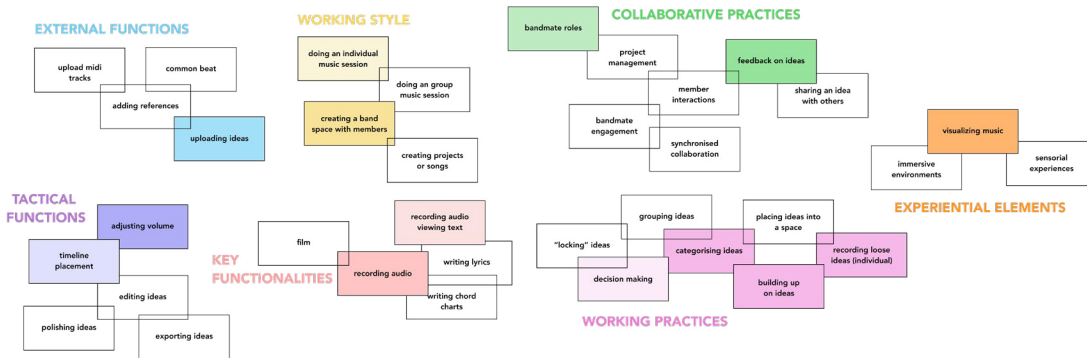 EXTERNAL FUNCTIONS
upload midi
tracks
common beat
adding references
uploading ideas
WORKING STYLE
doing an individual
music session
doing an group
music session
creating a band
space with members
creating projects
or songs
COLLABORATIVE PRACTICES
bandmate roles
project
management
feedback on ideas
member
interactions
sharing an idea
with others
bandmate
engagement
synchronised
collaboration
visualizing music
immersive
environments
sensorial
experiences
EXPERIENTIAL ELEMENTS
TACTICAL
FUNCTIONS
adjusting volume
timeline
placement
editing ideas
polishing ideas
exporting ideas
KEY
FUNCTIONALITIES
film
recording audio
viewing text
recording audio
writing lyrics
writing chord
charts
grouping ideas
placing ideas into
a space
"locking" ideas
categorising ideas
recording loose
ideas (individual)
decision making
building up
on ideas
WORKING PRACTICES